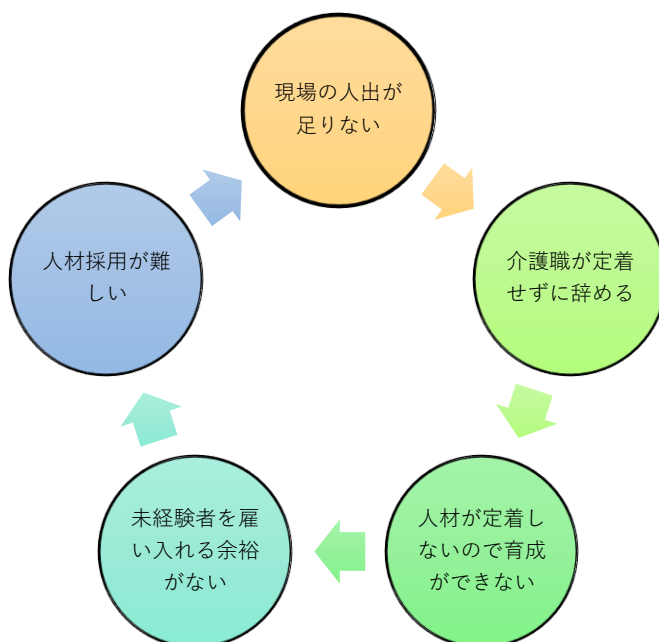 現場の人出が
足りない
介護職が定着
せずに辞める
人材が定着し
ないので育成
ができない
未経験者を雇
い入れる余裕
がない
人材採用が難
しい